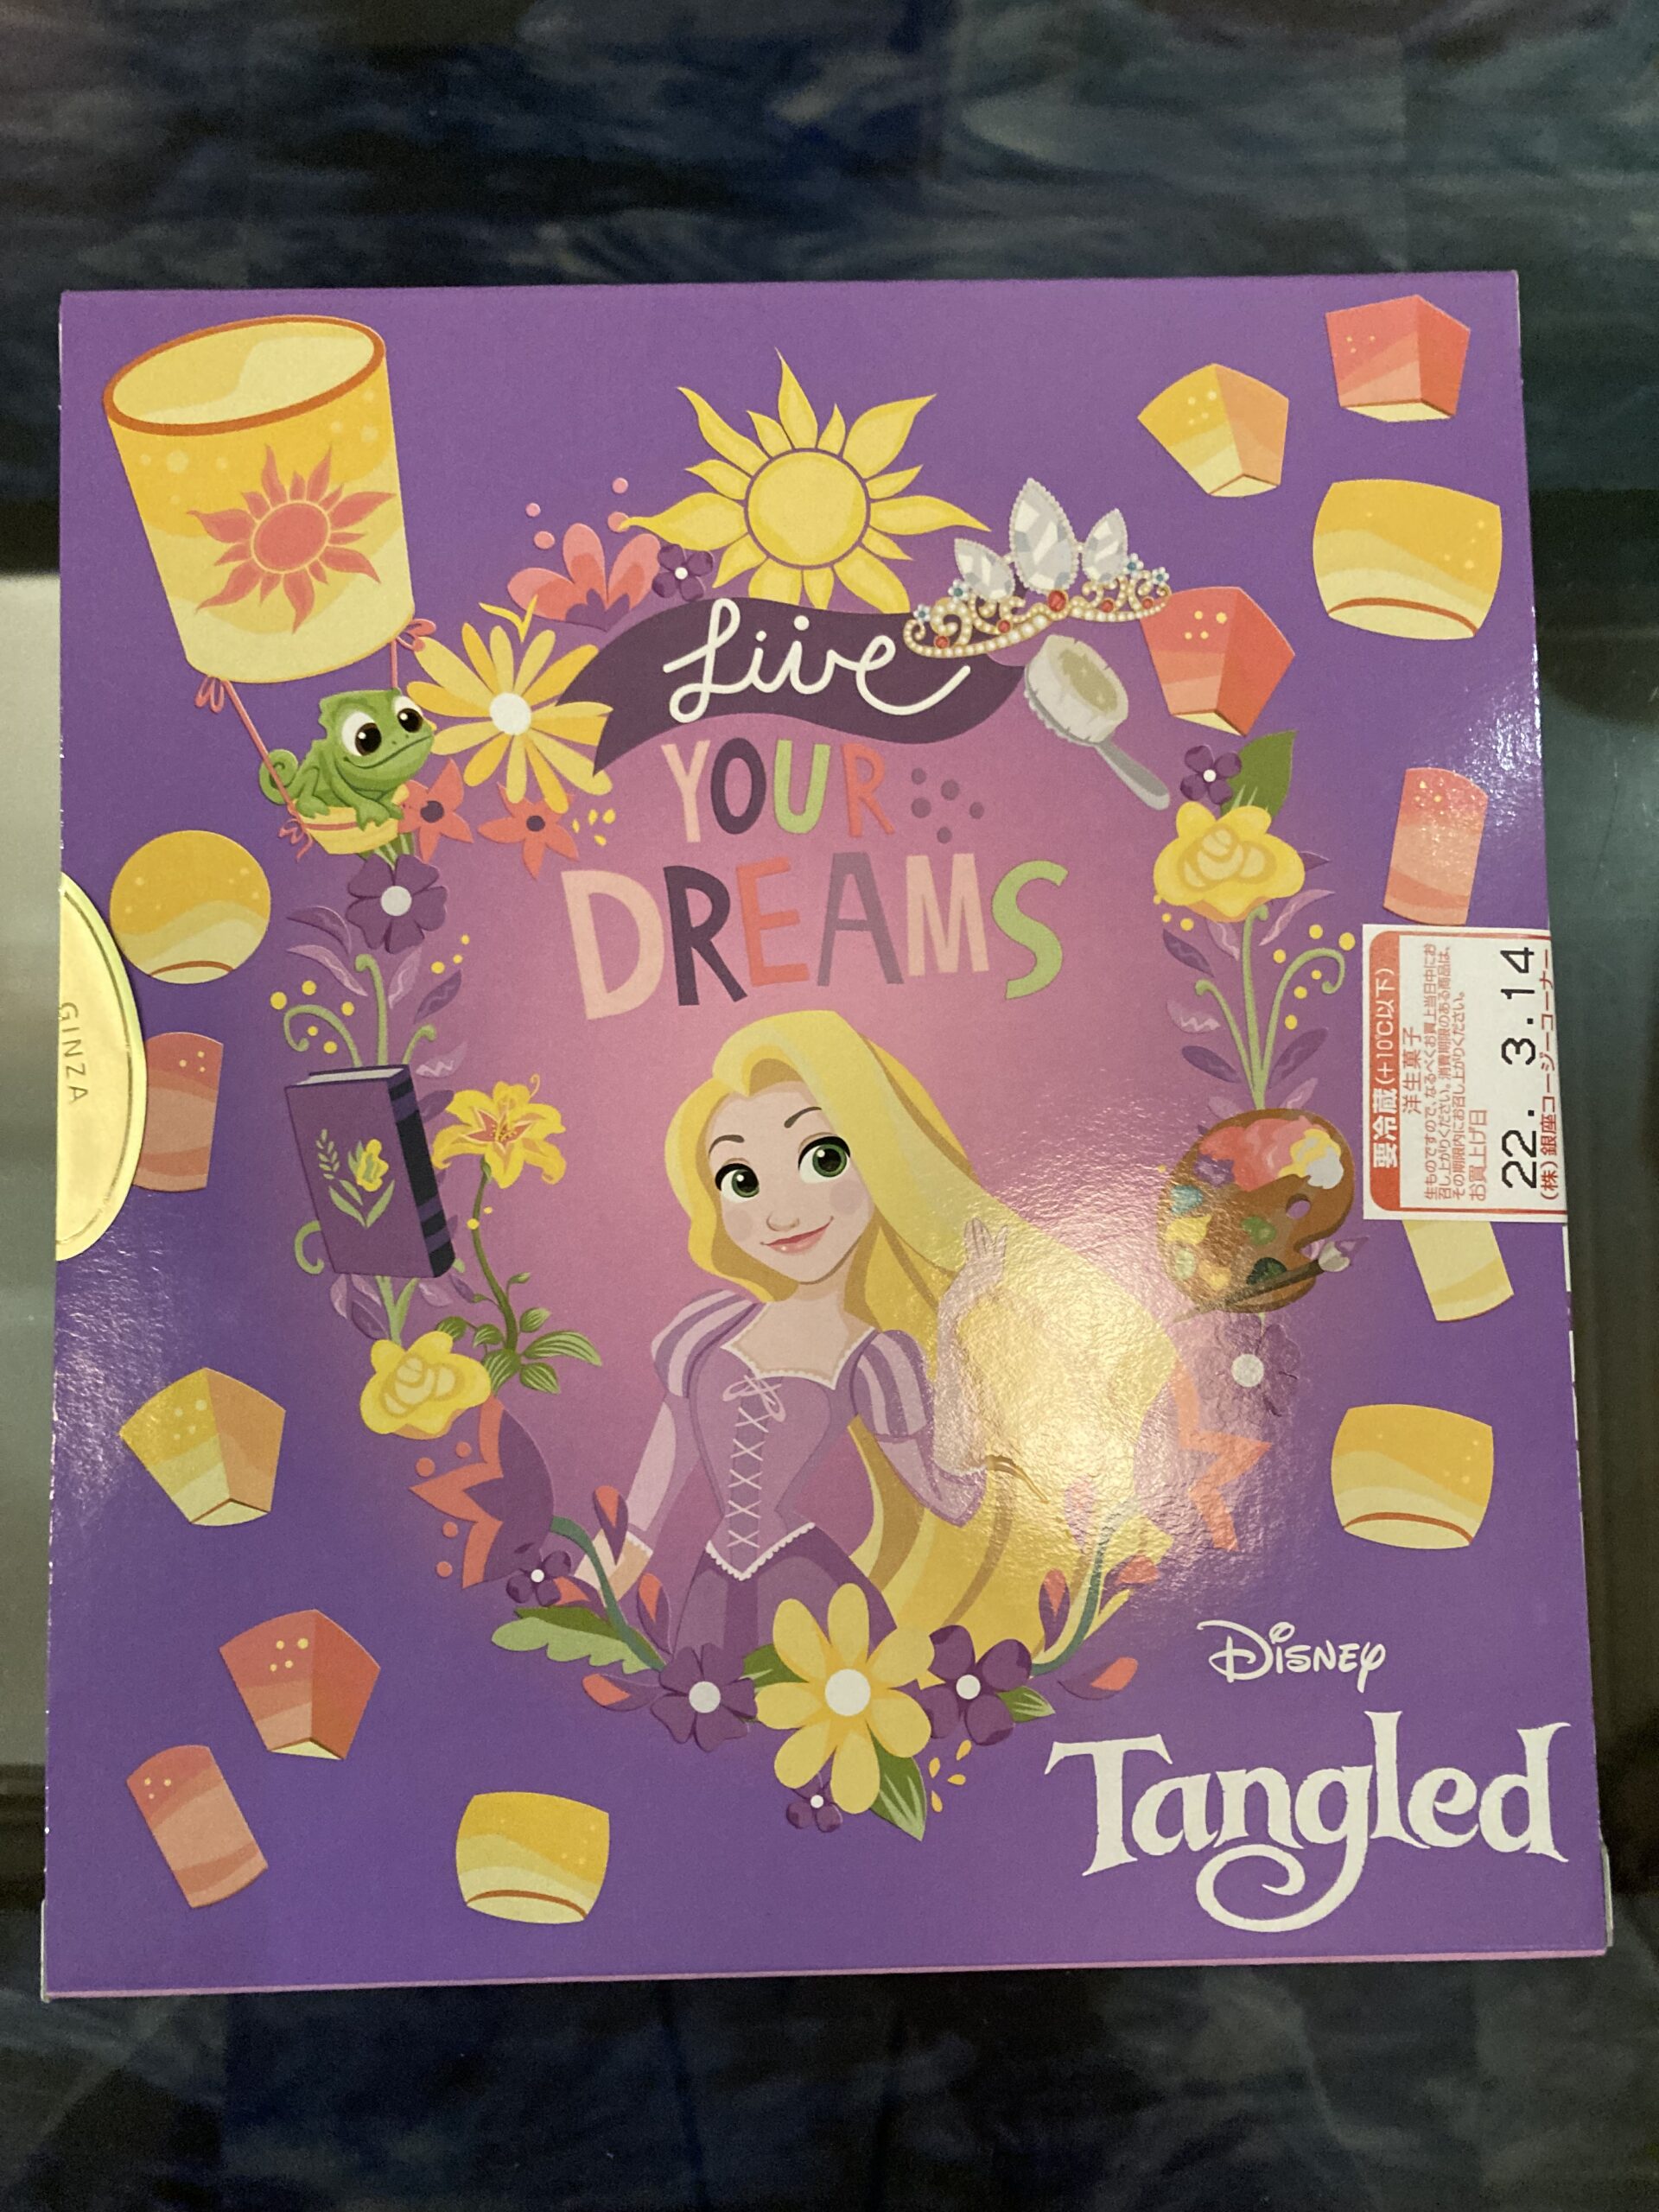 Live
YOUR
DREAMS
GINZA
要冷蔵(+10℃以下)
洋生菓子
生ものですので、なるべくお買上当日中にお
召し上がりください。消費期限のある商品は、
その期限内にお召し上がりください。
お買上げ日
22. 3.14
(株)銀座コージーコーナー
Disney
Tangled